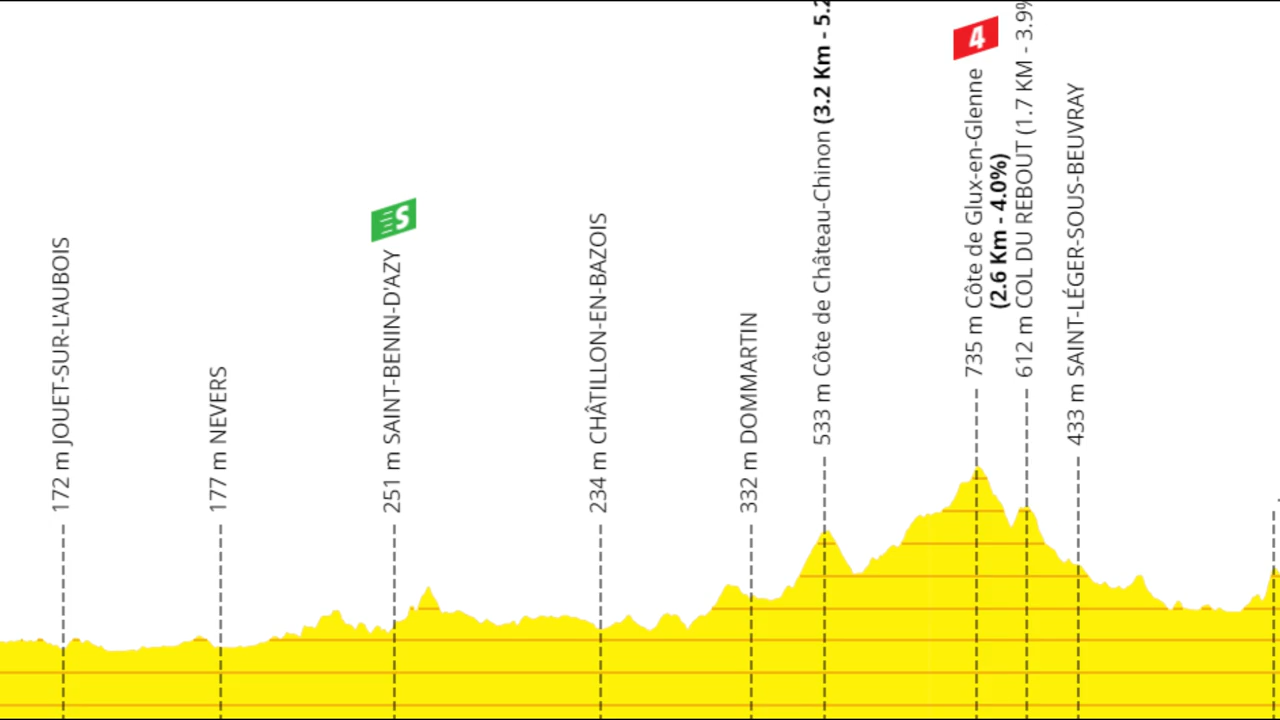 172 m JOUET-SUR-L'AUBOIS
177 m NEVERS
251 m SAINT-BENIN-D'AZY
S
234 m CHÂTILLON-EN-BAZOIS
332 m DOMMARTIN
533 m Côte de Château-Chinon (3.2 Km - 5.2
735 m Côte de Glux-en-Glenne
(2.6 Km - 4.0%)
4
612 m COL DU REBOUT (1.7 KM - 3.9%
433 m SAINT-LÉGER-SOUS-BEUVRAY